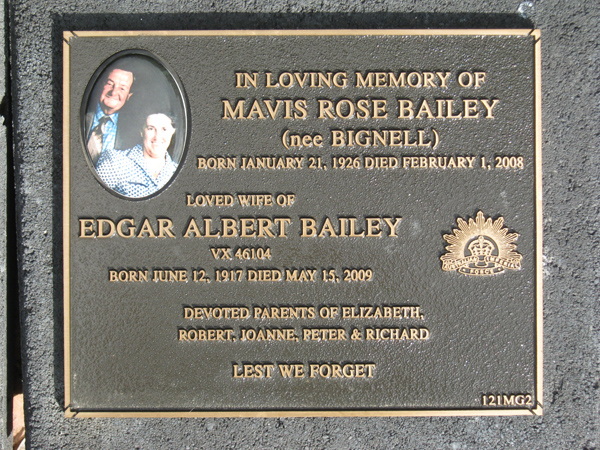 IN LOVING MEMORY OF
MAVIS ROSE BAILEY
(nee BIGNELL)
BORN JANUARY 21, 1926 DIED FEBRUARY 1, 2008
LOVED WIFE OF
EDGAR ALBERT BAILEY
VX 46104
BORN JUNE 12, 1917 DIED MAY 15, 2009
DEVOTED PARENTS OF ELIZABETH,
ROBERT, JOANNE, PETER & RICHARD
LEST WE FORGET
121MG2